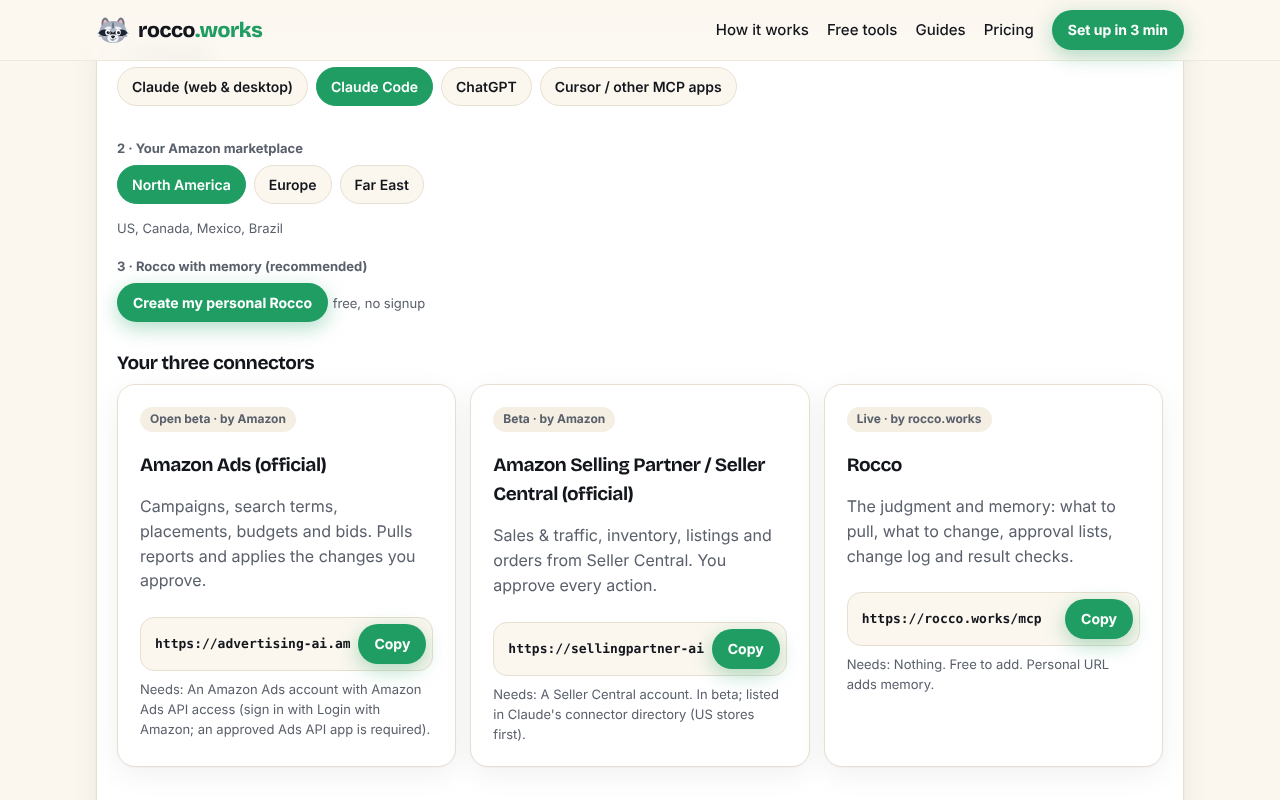 rocco.works
How it works
Free tools
Guides
Pricing
Set up in 3 min
Claude (web & desktop)
Claude Code
ChatGPT
Cursor / other MCP apps
2 · Your Amazon marketplace
North America
Europe
Far East
US, Canada, Mexico, Brazil
3 · Rocco with memory (recommended)
Create my personal Rocco
free, no signup
Your three connectors
Open beta · by Amazon
Amazon Ads (official)
Campaigns, search terms,
placements, budgets and bids. Pulls
reports and applies the changes you
approve.
https://advertising-ai.am
Copy
Needs: An Amazon Ads account with Amazon
Ads API access (sign in with Login with
Amazon; an approved Ads API app is required).
Beta · by Amazon
Amazon Selling Partner / Seller
Central (official)
Sales & traffic, inventory, listings and
orders from Seller Central. You
approve every action.
https://sellingpartner-ai
Copy
Needs: A Seller Central account. In beta; listed
in Claude's connector directory (US stores
first).
Live · by rocco.works
Rocco
The judgment and memory: what to
pull, what to change, approval lists,
change log and result checks.
https://rocco.works/mcp
Copy
Needs: Nothing. Free to add. Personal URL
adds memory.